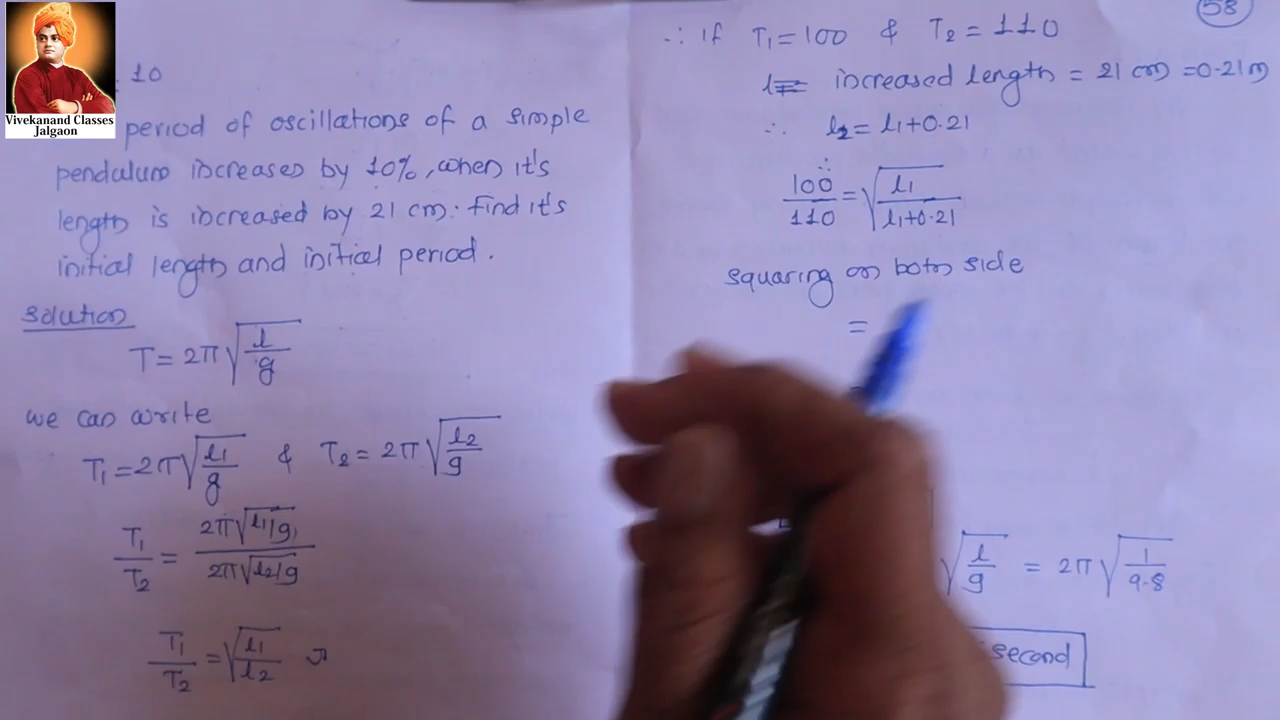 Vivekanand Classes
Jalgaon
10
period of oscillations of a simple
pendulum increases by 10%, when it's
length is increased by 21 cm. Find it's
initial length and initial period.
Solution
T = 2π√(l/g)
we can write
T₁ = 2π√(l₁/g) & T₂ = 2π√(l₂/g)
T₁/T₂ = 2π√(l₁/g) / 2π√(l₂/g)
T₁/T₂ = √(l₁/l₂)
58
∴ If T₁ = 100 & T₂ = 110
increased length = 21 cm = 0.21 m
∴ l₂ = l₁ + 0.21
∴
100/110 = √(l₁/(l₁+0.21))
squaring on both side
=
√(l/g) = 2π√(1/9.8)
second